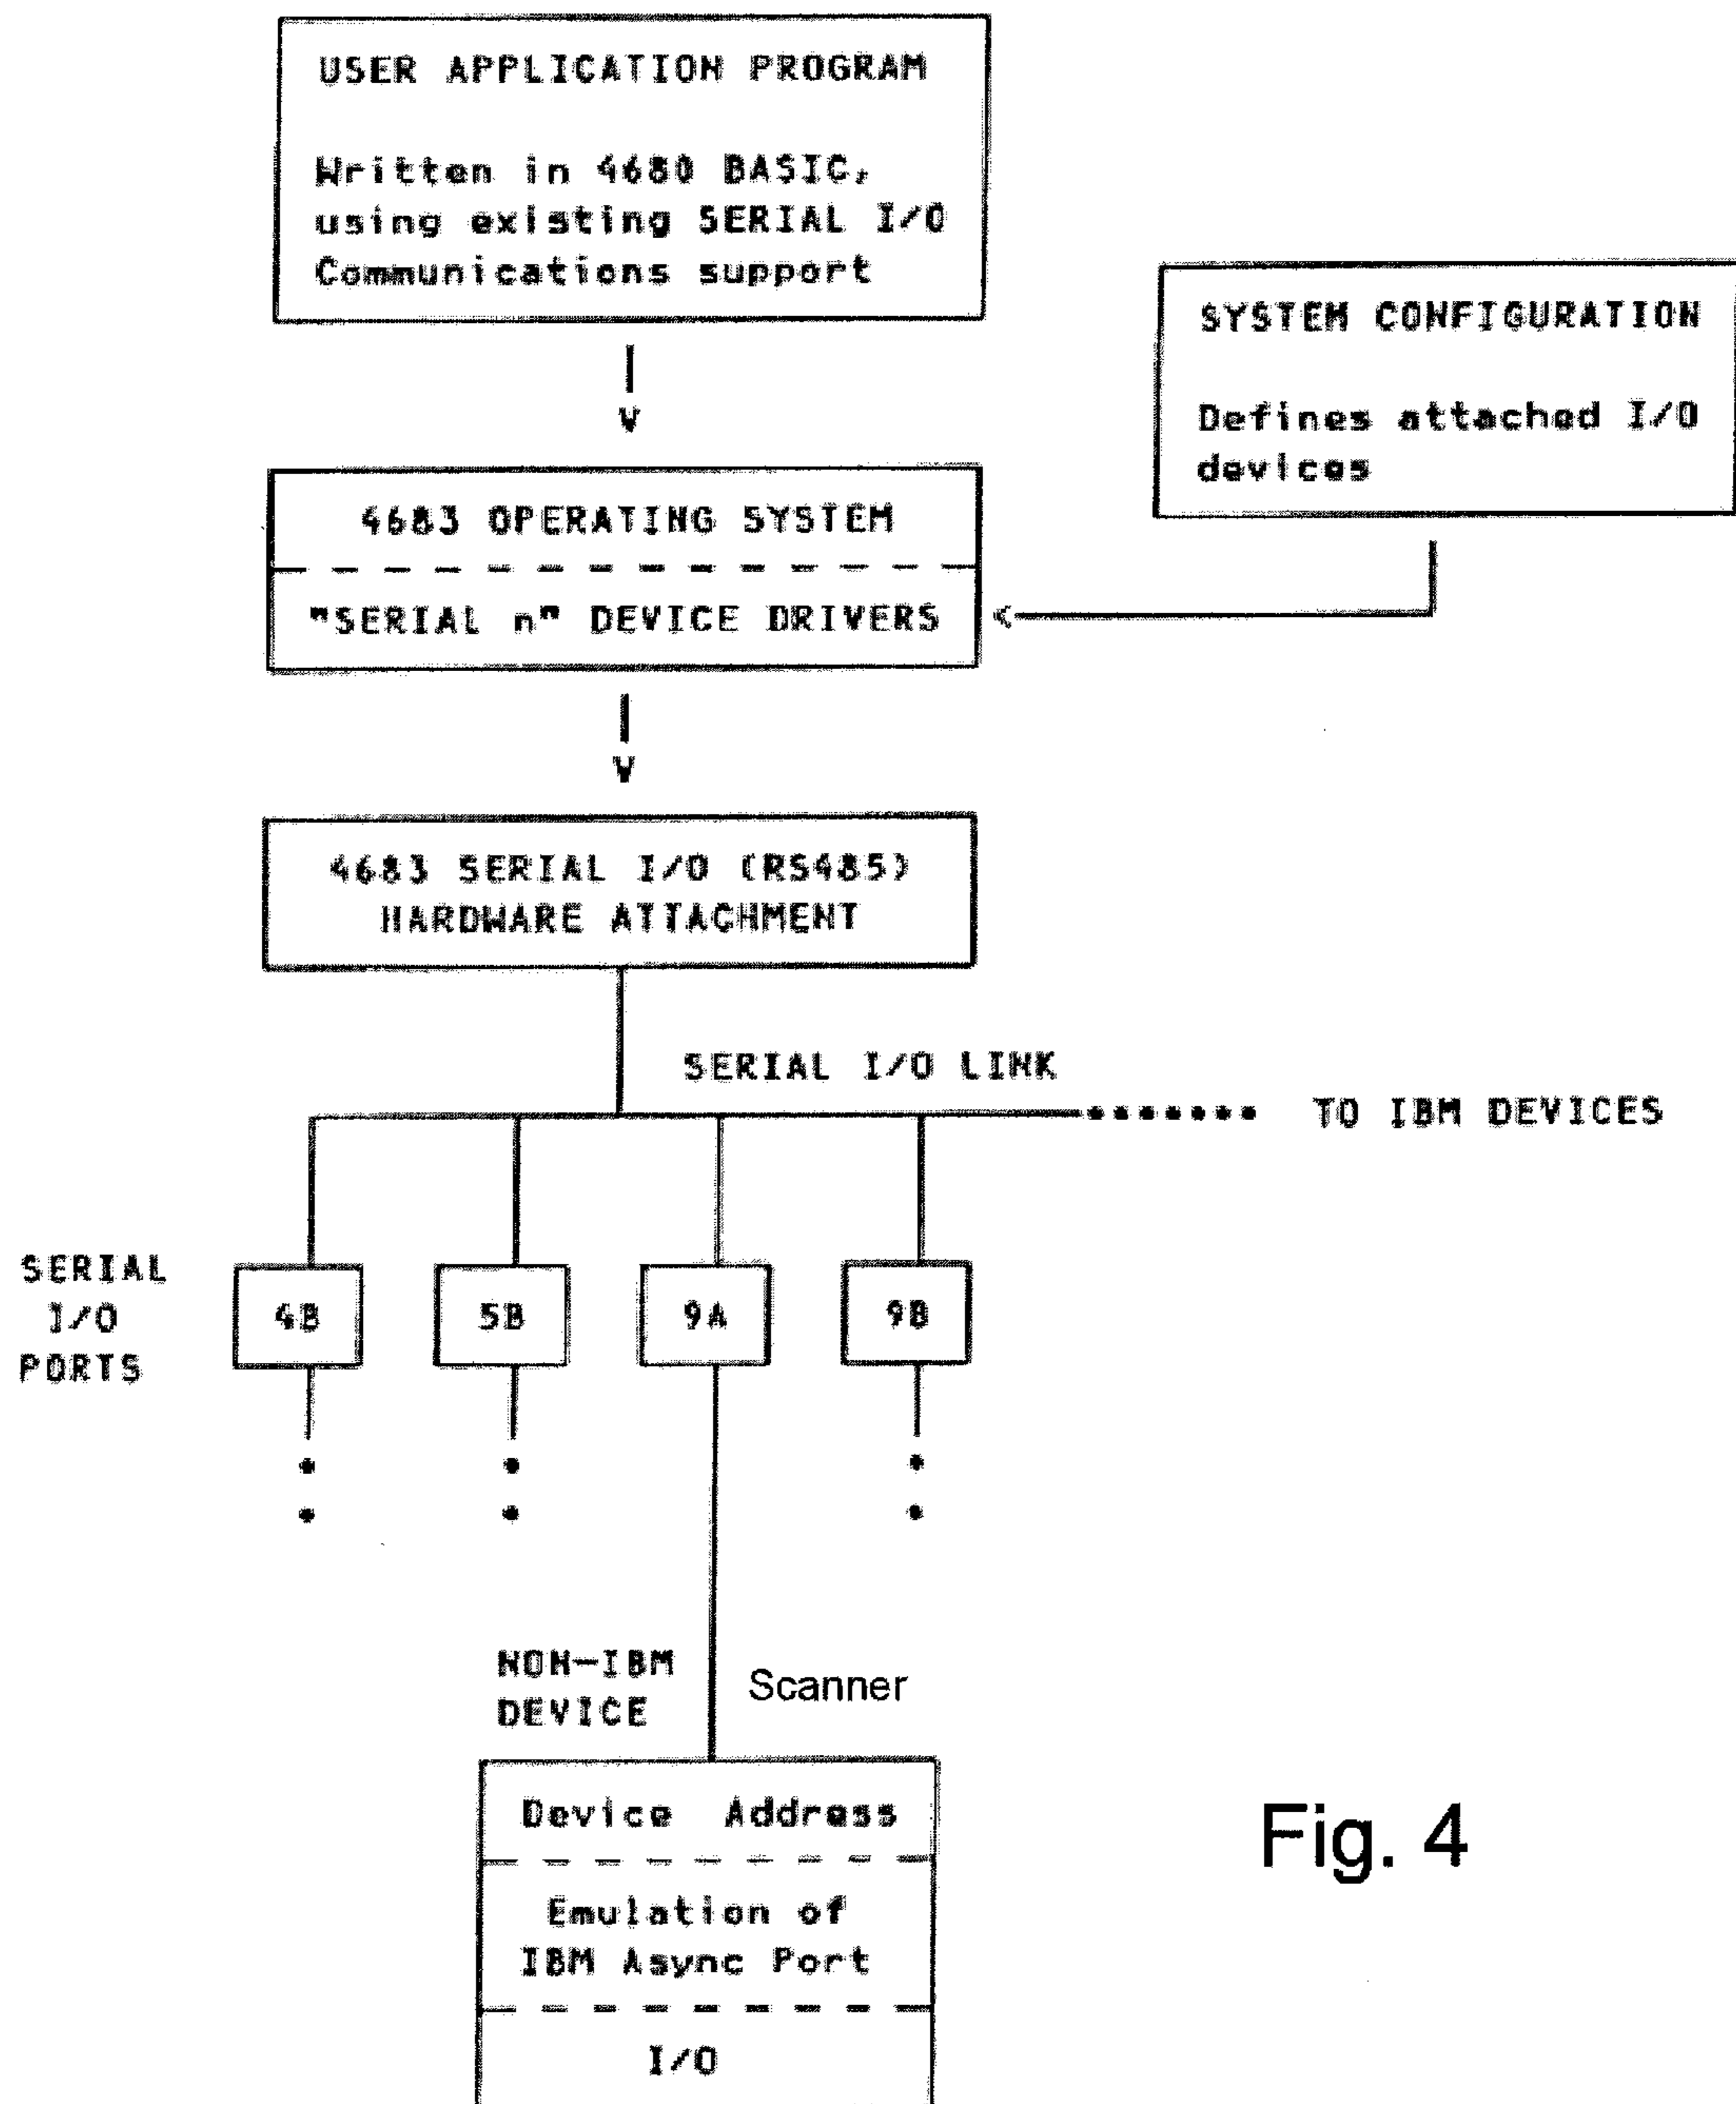 USER APPLICATION PROGRAM
Written in 4680 BASIC,
using existing SERIAL I/O
Communications support
SYSTEM CONFIGURATION
Defines attached I/O
devices
4683 OPERATING SYSTEM
"SERIAL n" DEVICE DRIVERS
4683 SERIAL I/O (RS485)
HARDWARE ATTACHMENT
SERIAL I/O LINK
TO IBM DEVICES
SERIAL
I/O
PORTS
4B
5B
9A
9B
NON-IBM
DEVICE
Scanner
Device Address
Emulation of
IBM Async Port
I/O
Fig. 4